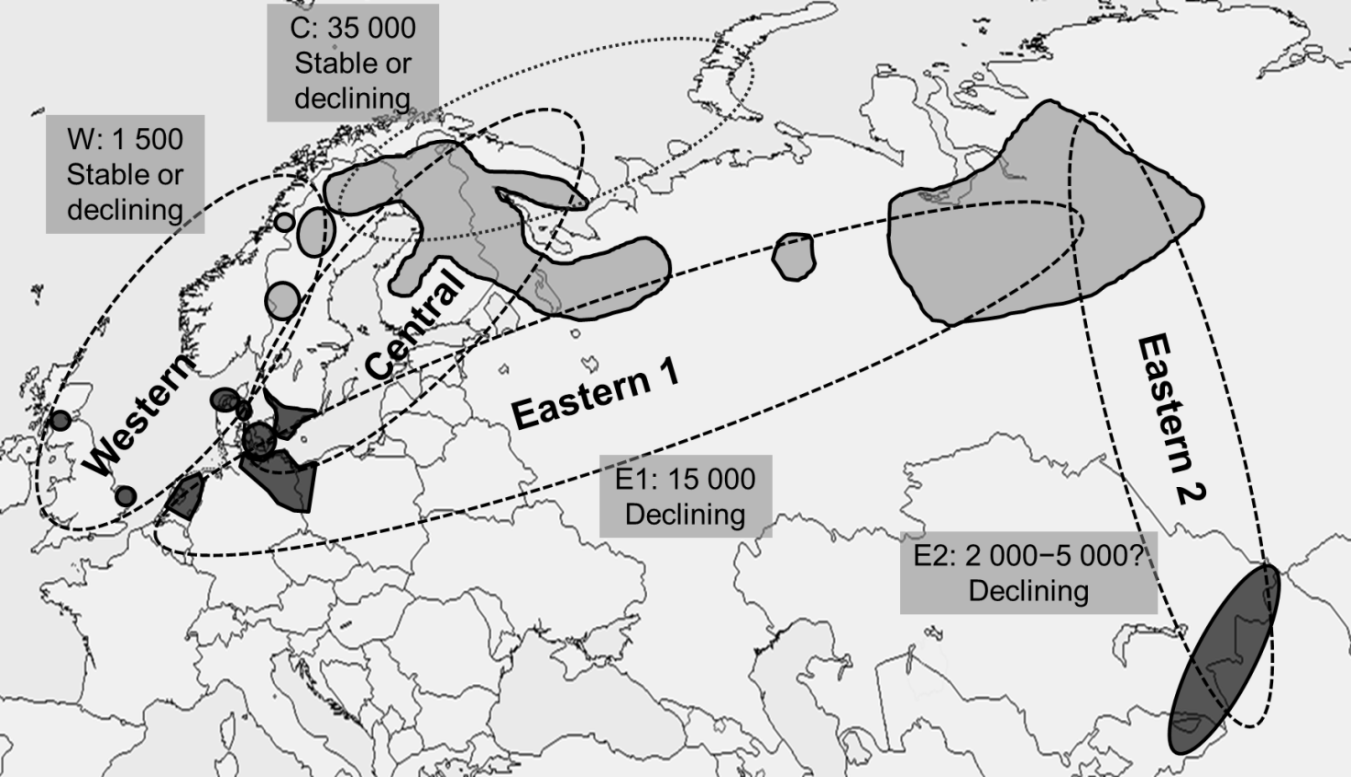 C: 35 000
Stable or
declining
W: 1 500
Stable or
declining
Western
Central
Eastern 1
Eastern 2
E1: 15 000
Declining
E2: 2 000−5 000?
Declining